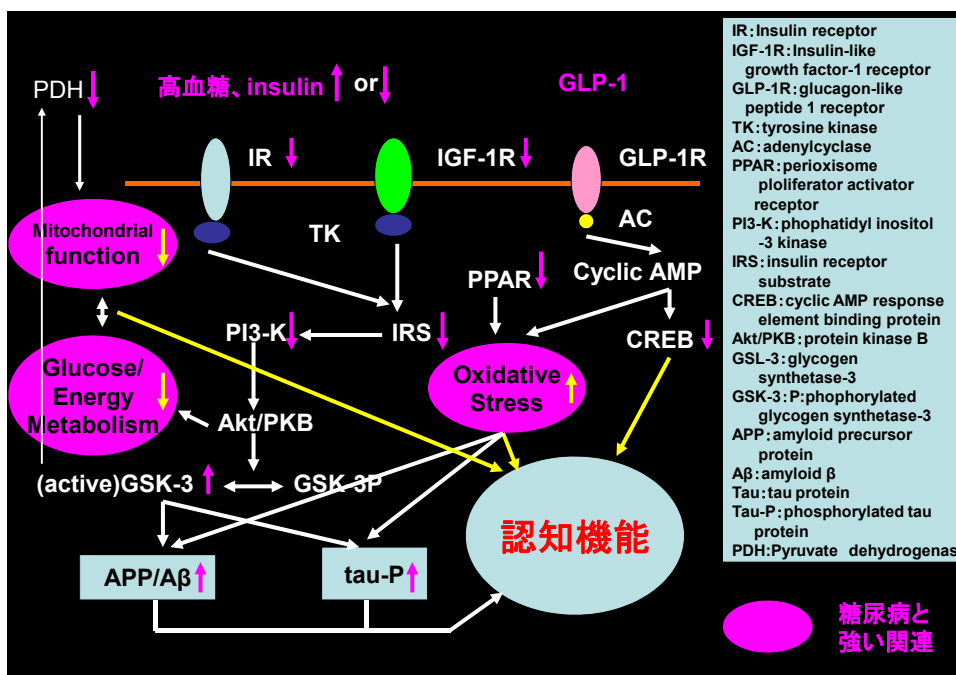 PDH
高血糖、insulin
or
GLP-1
IR
IGF-1R
GLP-1R
TK
AC
Mitochondrial
function
PPAR
Cyclic AMP
PI3-K
IRS
CREB
Glucose/
Energy
Metabolism
Oxidative
Stress
Akt/PKB
(active)GSK-3
GSK-3P
認知機能
APP/Aβ
tau-P
IR:Insulin receptor
IGF-1R:Insulin-like
growth factor-1 receptor
GLP-1R:glucagon-like
peptide 1 receptor
TK:tyrosine kinase
AC:adenylcyclase
PPAR:perioxisome
ploliferator activator
receptor
PI3-K:phophatidyl inositol
-3 kinase
IRS:insulin receptor
substrate
CREB:cyclic AMP response
element binding protein
Akt/PKB:protein kinase B
GSL-3:glycogen
synthetase-3
GSK-3:P:phophorylated
glycogen synthetase-3
APP:amyloid precursor
protein
Aβ:amyloid β
Tau:tau protein
Tau-P:phosphorylated tau
protein
PDH:Pyruvate dehydrogenas
糖尿病と
強い関連